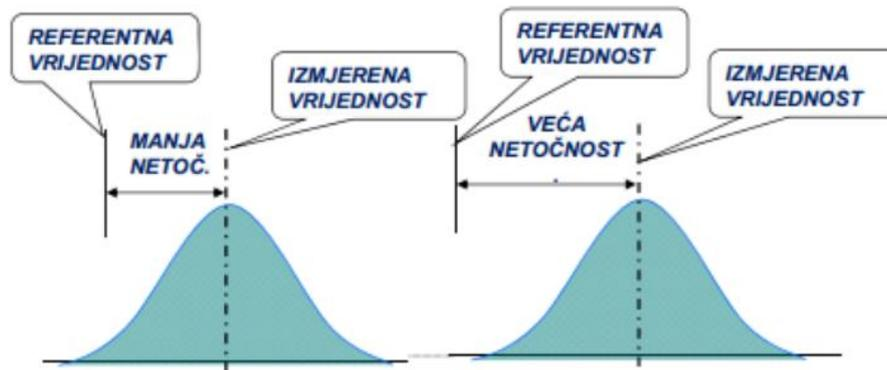 REFERENTNA
VRIJEDNOST
IZMJERENA
VRIJEDNOST
MANJA
NETOČ.
REFERENTNA
VRIJEDNOST
IZMJERENA
VRIJEDNOST
VEĆA
NETOČNOST